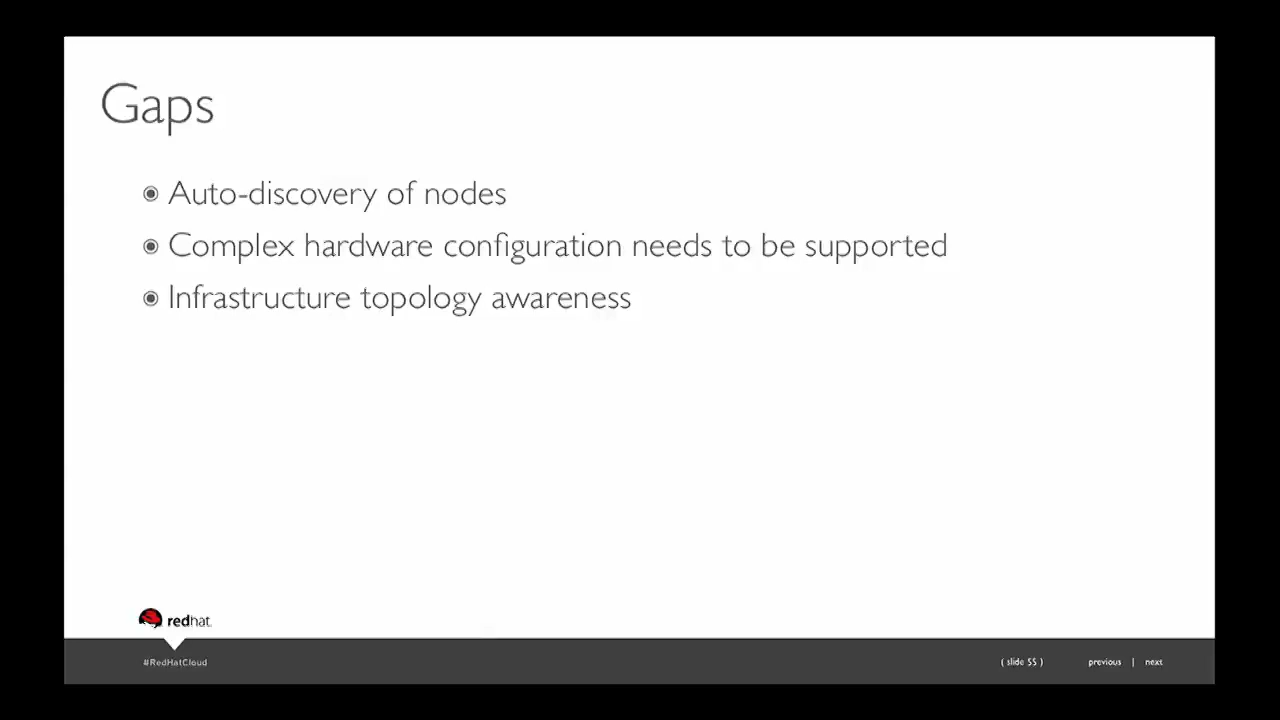 Gaps
Auto-discovery of nodes
Complex hardware configuration needs to be supported
Infrastructure topology awareness
redhat.
#RedHatCloud
( slide 55 )
previous | next